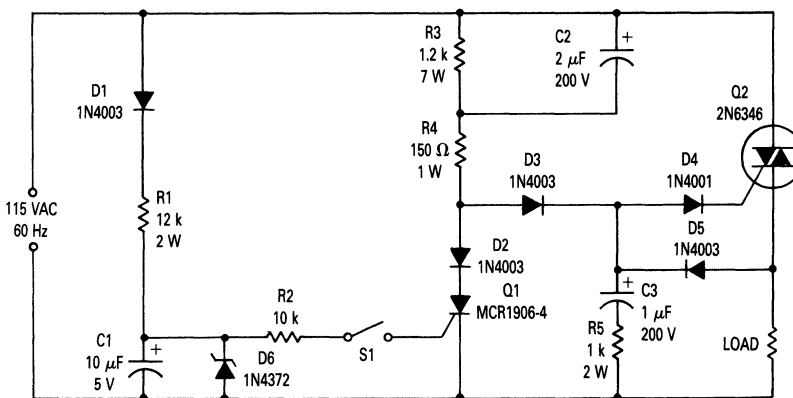 115 VAC
60 Hz
D1
1N4003
R1
12 k
2 W
C1
10 μF
5 V
+
D6
1N4372
R2
10 k
S1
R3
1.2 k
7 W
R4
150 Ω
1 W
C2
2 μF
200 V
+
D2
1N4003
Q1
MCR1906-4
D3
1N4003
D4
1N4001
D5
1N4003
Q2
2N6346
+
C3
1 μF
200 V
R5
1 k
2 W
LOAD